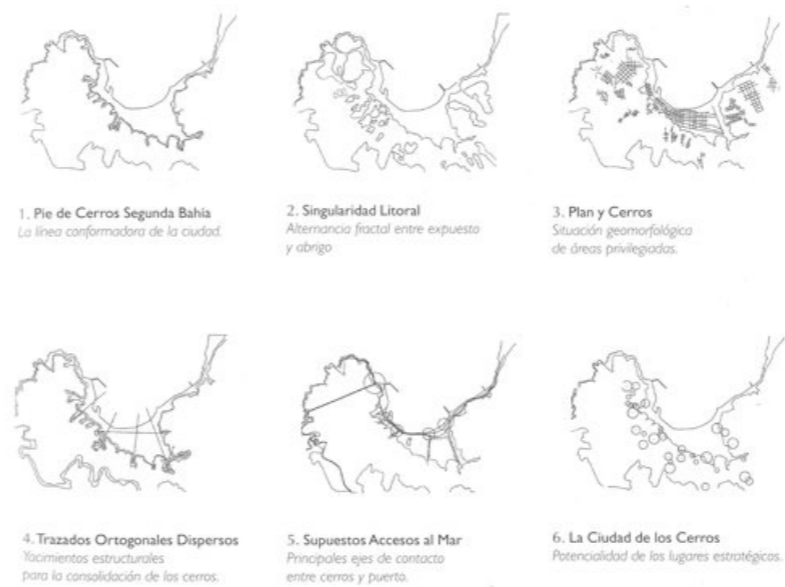 1. Pie de Cerros Segunda Bahía
La línea conformadora de la ciudad.
2. Singularidad Litoral
Alternancia fractal entre expuesto
y abrigo
3. Plan y Cerros
Situación geomorfológica
de áreas privilegiadas.
4. Trazados Ortogonales Dispersos
Yacimientos estructurales
para la consolidación de los cerros.
5. Supuestos Accesos al Mar
Principales ejes de contacto
entre cerros y puerto.
6. La Ciudad de los Cerros
Potencialidad de los lugares estratégicos.